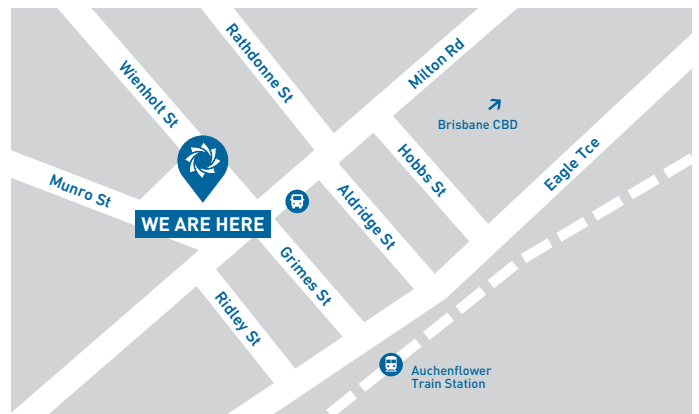 Rathdonne St
Milton Rd
Wienholt St
Brisbane CBD
Hobbs St
Eagle Tce
Munro St
WE ARE HERE
Aldridge St
Grimes St
Ridley St
Auchenflower
Train Station